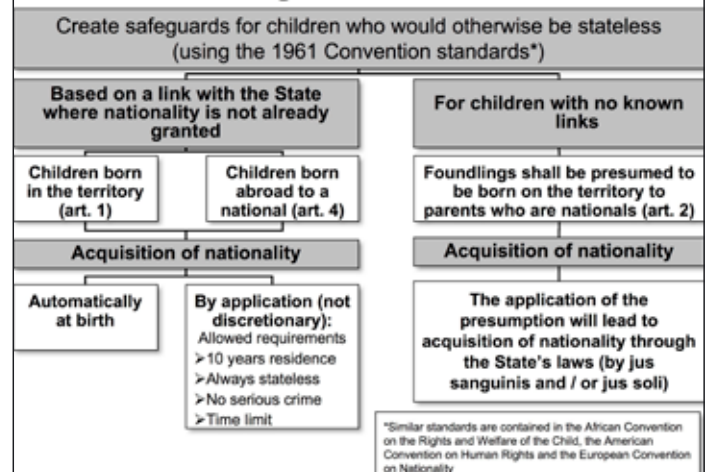 Create safeguards for children who would otherwise be stateless
(using the 1961 Convention standards*)
Based on a link with the State
where nationality is not already
granted
For children with no known
links
Children born
in the territory
(art. 1)
Children born
abroad to a
national (art. 4)
Foundlings shall be presumed to
be born on the territory to
parents who are nationals (art. 2)
Acquisition of nationality
Acquisition of nationality
Automatically
at birth
By application (not
discretionary):
Allowed requirements
➢10 years residence
➢Always stateless
➢No serious crime
➢Time limit
The application of the
presumption will lead to
acquisition of nationality through
the State's laws (by jus
sanguinis and / or jus soli)
*Similar standards are contained in the African Convention
on the Rights and Welfare of the Child, the American
Convention on Human Rights and the European Convention
on Nationality